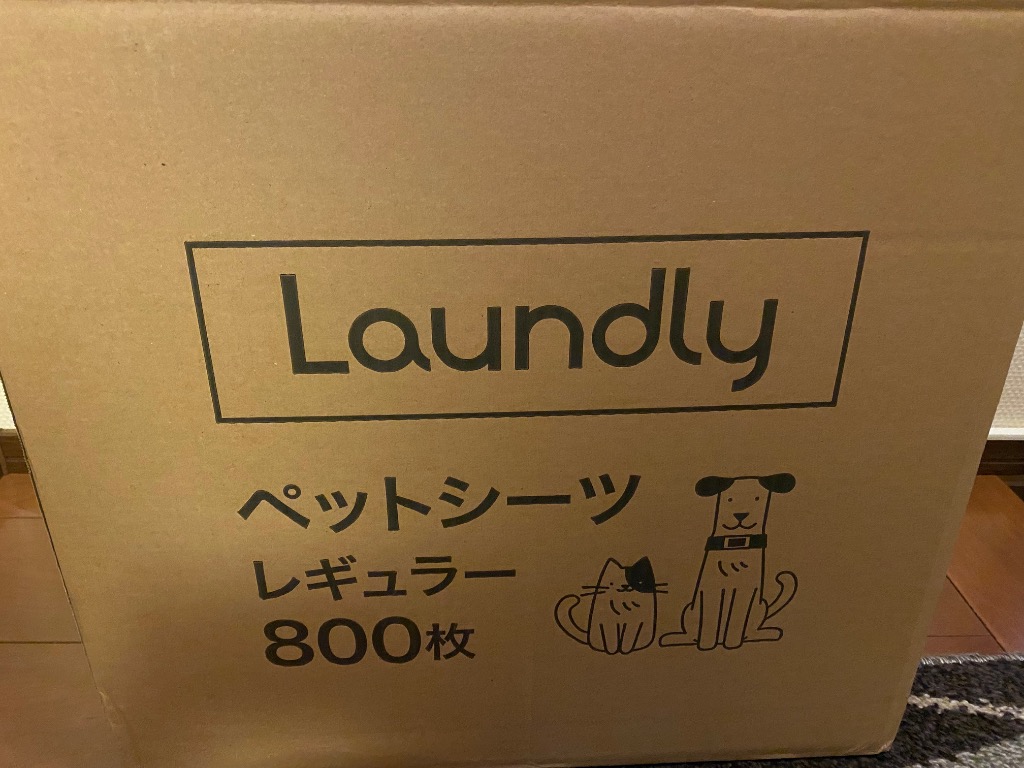 Laundly
ペットシーツ
レギュラー
800枚